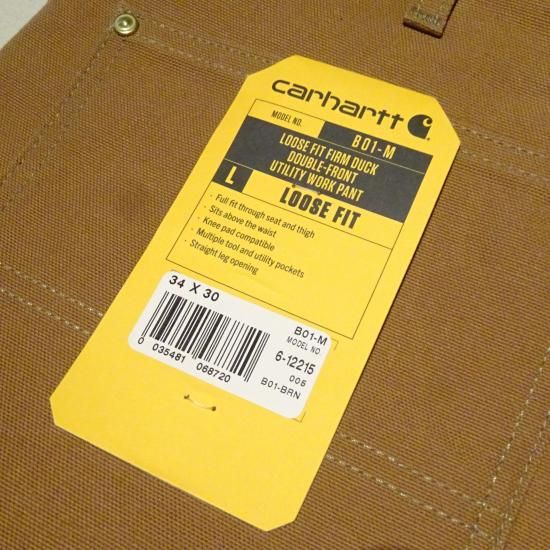 carhartt
MODEL NO. B01-M
LOOSE FIT FIRM DUCK
DOUBLE-FRONT
UTILITY WORK PANT
L LOOSE FIT
· Full fit through seat and thigh
· Sits above the waist
· Knee pad compatible
· Multiple tool and utility pockets
· Straight leg opening
34 X 30
B01-M
MODEL NO
6-12215
005
B01-BRN
0 035481 068720